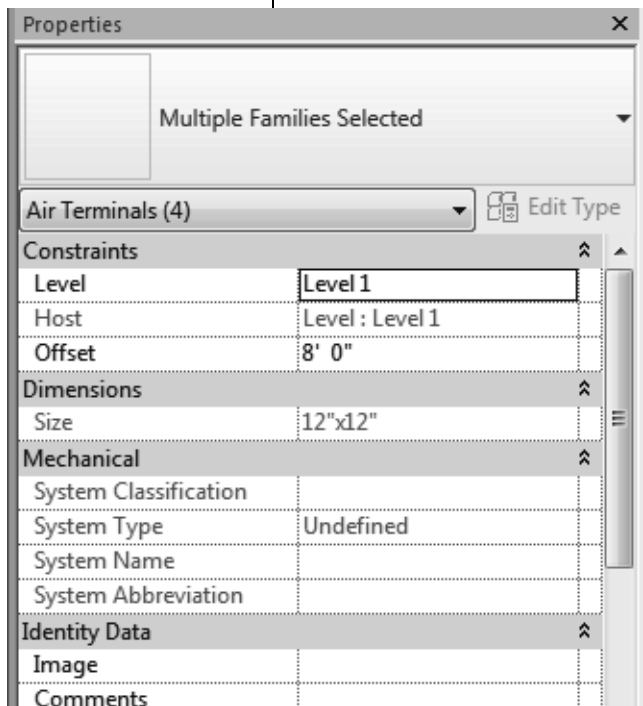 Properties
Multiple Families Selected
Air Terminals (4) Edit Type
Constraints
Level Level 1
Host Level : Level 1
Offset 8' 0"
Dimensions
Size 12"x12"
Mechanical
System Classification
System Type Undefined
System Name
System Abbreviation
Identity Data
Image
Comments